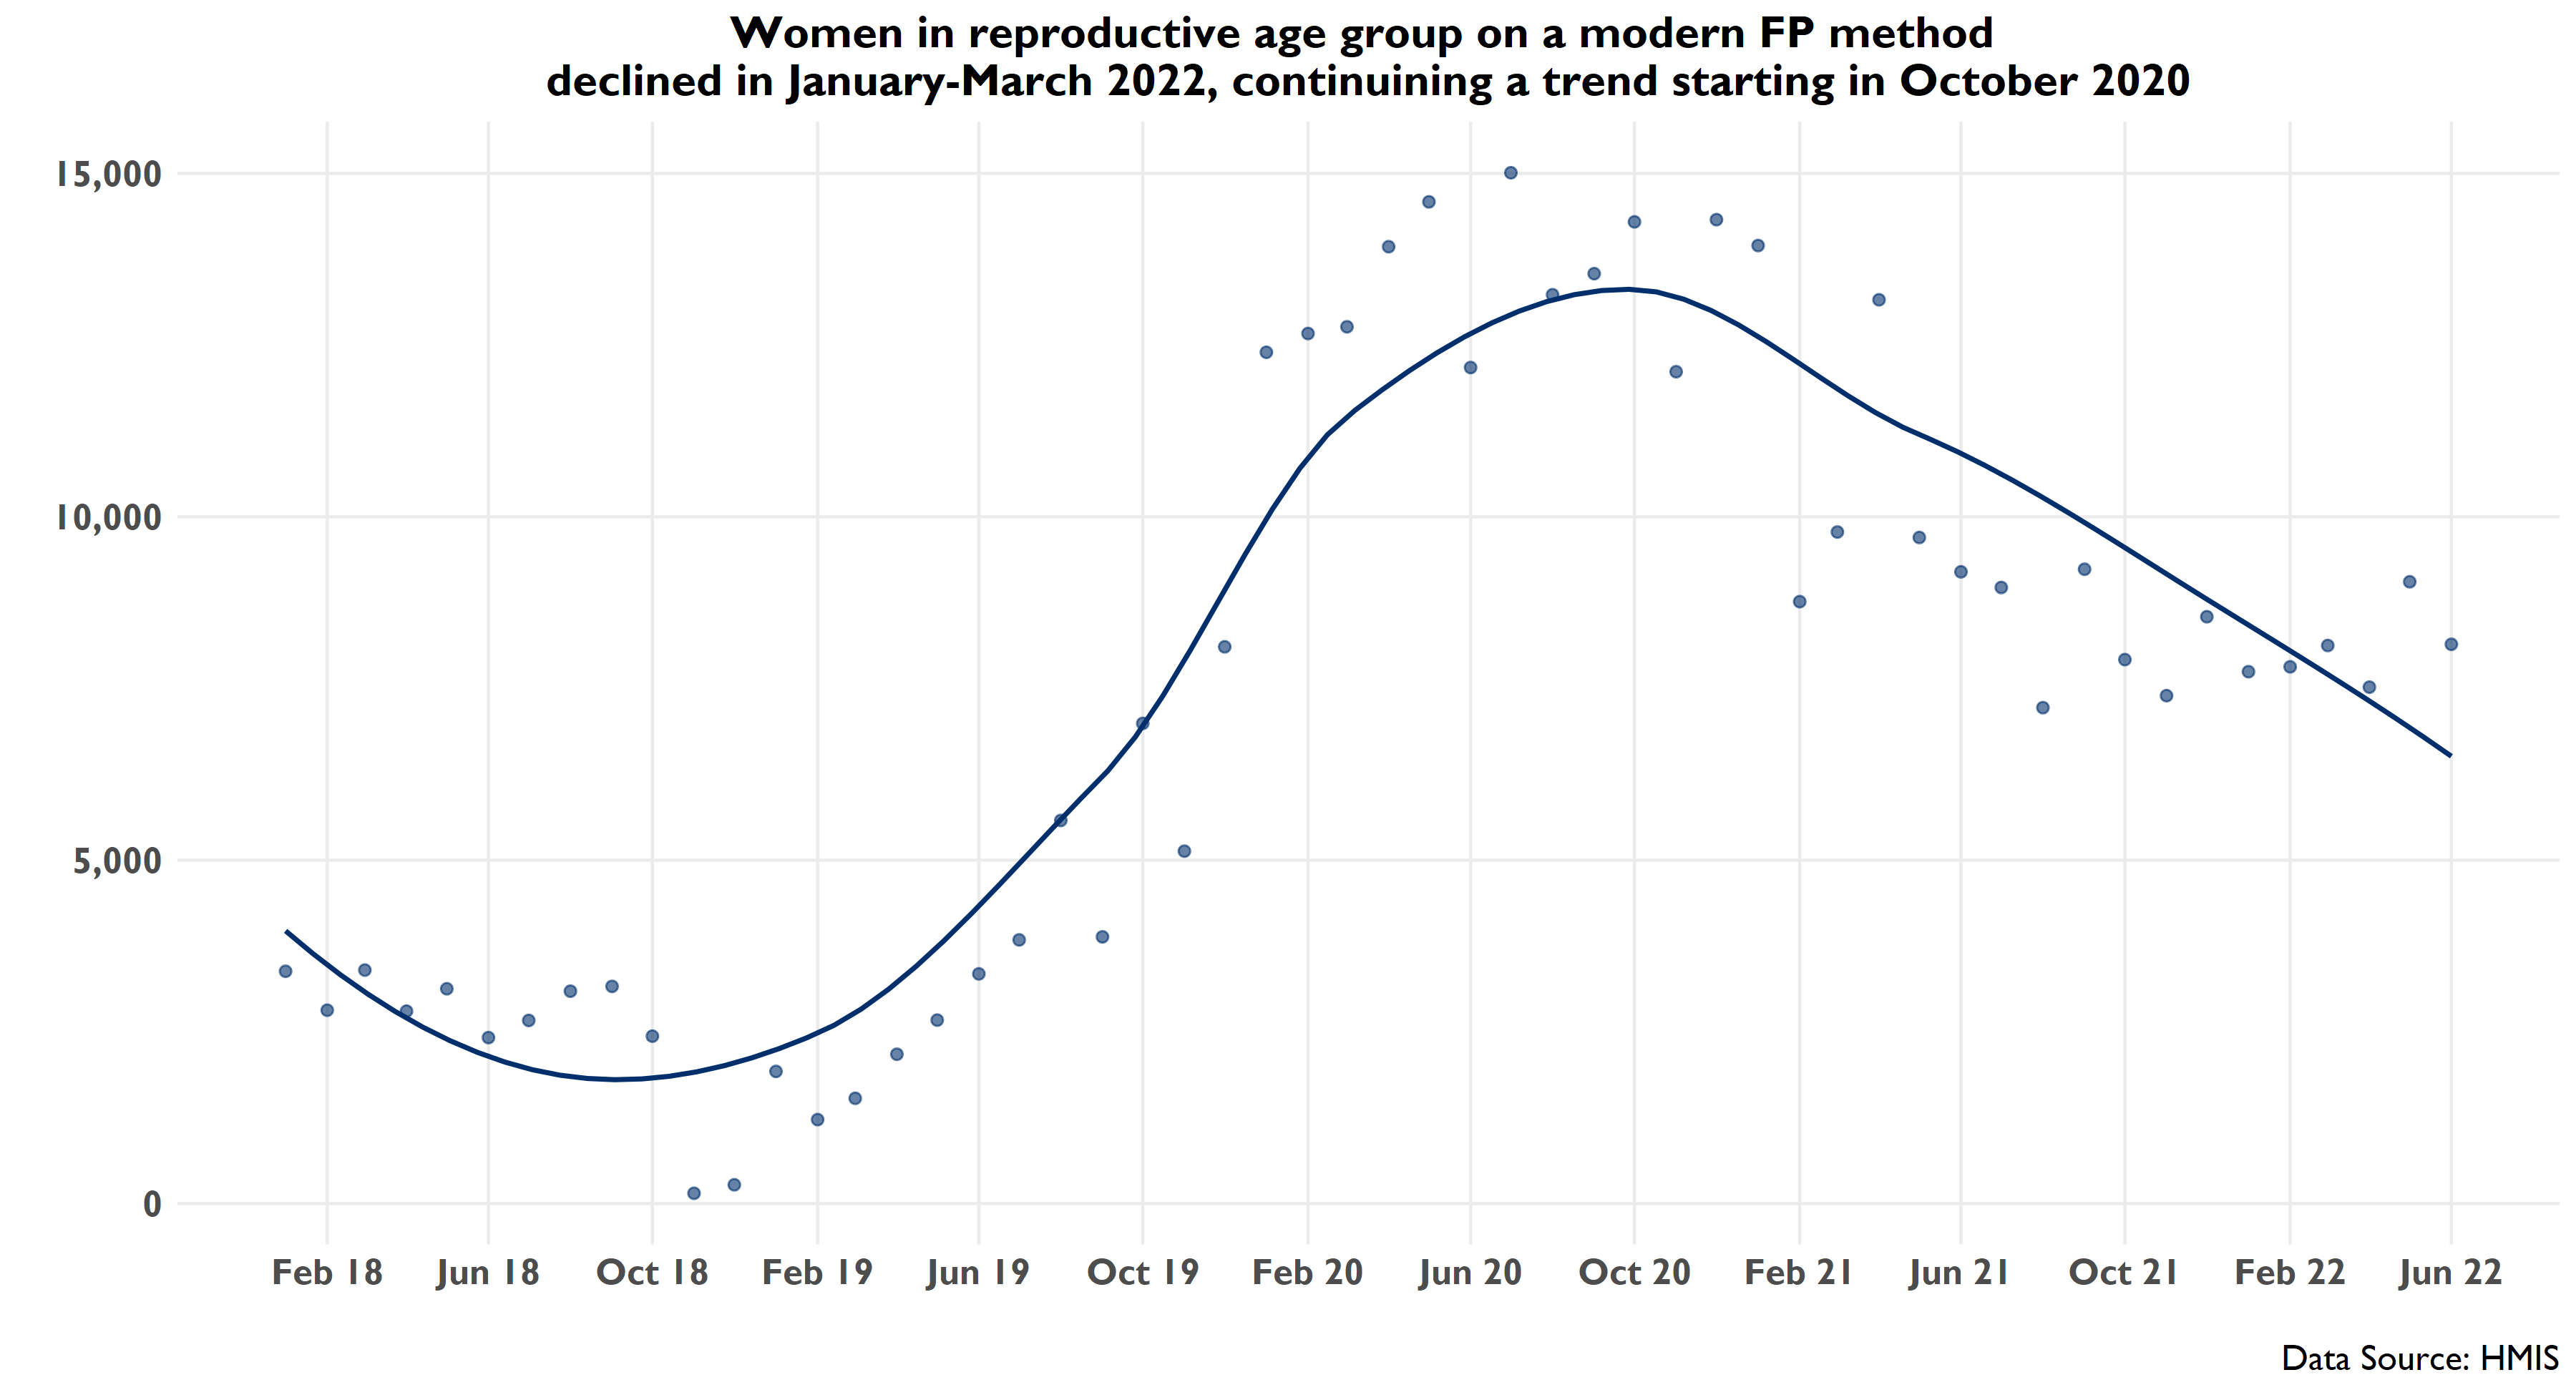 Women in reproductive age group on a modern FP method
declined in January-March 2022, continuining a trend starting in October 2020
15,000
10,000
5,000
0
Feb 18 Jun 18 Oct 18 Feb 19 Jun 19 Oct 19 Feb 20 Jun 20 Oct 20 Feb 21 Jun 21 Oct 21 Feb 22 Jun 22
Data Source: HMIS